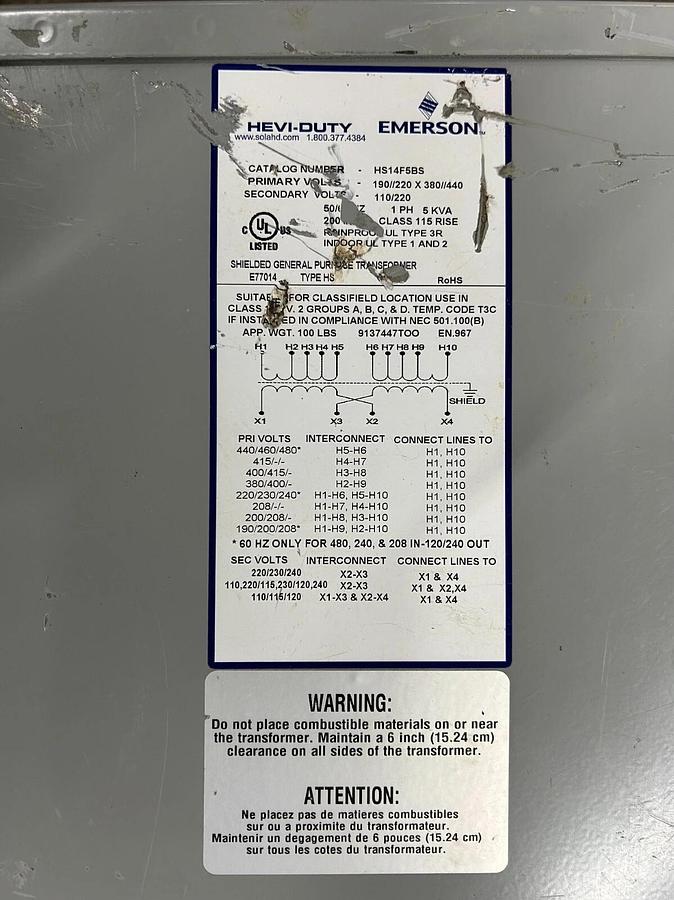 HEVI-DUTY
www.solahd.com 1.800.377.4384
EMERSON
CATALOG NUMBER - HS14F5BS
PRIMARY - 190//220 X 380//440
SECONDARY - 110/220
1 PH 5 KVA
CLASS 115 RISE
UL TYPE 3R
INDOOR UL TYPE 1 AND 2
C UL US
LISTED
SHIELDED GENERAL TRANSFORMER
E77014 TYPE HS RoHS
FOR CLASSIFIELD LOCATION USE IN
CLASS V. 2 GROUPS A, B, C, & D. TEMP. CODE T3C
IF IN COMPLIANCE WITH NEC 501.100(B)
APP. WGT. 100 LBS 9137447TOO EN.967
H1 H2 H3 H4 H5 H6 H7 H8 H9 H10
SHIELD
X1 X3 X2 X4
PRI VOLTS INTERCONNECT CONNECT LINES TO
440/460/480* H5-H6 H1, H10
415/-/- H4-H7 H1, H10
400/415/- H3-H8 H1, H10
380/400/- H2-H9 H1, H10
220/230/240* H1-H6, H5-H10 H1, H10
208/-/- H1-H7, H4-H10 H1, H10
200/208/- H1-H8, H3-H10 H1, H10
190/200/208* H1-H9, H2-H10 H1, H10
* 60 HZ ONLY FOR 480, 240, & 208 IN-120/240 OUT
SEC VOLTS INTERCONNECT CONNECT LINES TO
220/230/240 X2-X3 X1 & X4
110,220/115,230/120,240 X2-X3 X1 & X2,X4
110/115/120 X1-X3 & X2-X4 X1 & X4
WARNING:
Do not place combustible materials on or near
the transformer. Maintain a 6 inch (15.24 cm)
clearance on all sides of the transformer.
ATTENTION:
Ne placez pas de matieres combustibles
sur ou a proximite du transformateur.
Maintenir un degagement de 6 pouces (15.24 cm)
sur tous les cotes du transformateur.